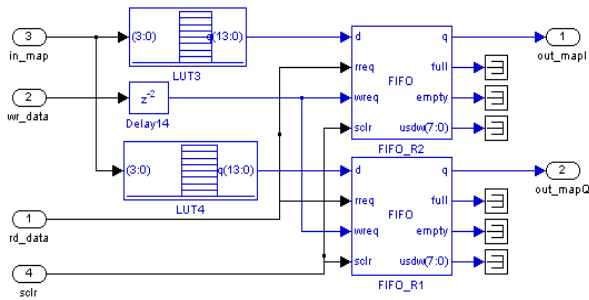 3
in_map
(3:0)
q(13:0)
LUT3
d
q
1
out_mapI
rreq
full
FIFO
2
wr_data
z-2
Delay14
wreq
empty
sclr
usdw(7:0)
FIFO_R2
(3:0)
q(13:0)
LUT4
d
q
2
out_mapQ
rreq
full
FIFO
1
rd_data
wreq
empty
4
sclr
sclr
usdw(7:0)
FIFO_R1